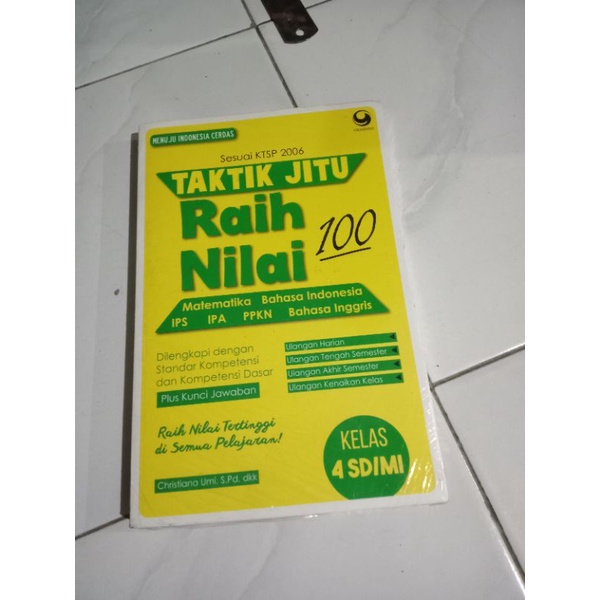 MENUJU INDONESIA CERDAS
Sesuai KTSP 2006
TAKTIK JITU
Raih
Nilai 100
Matematika Bahasa Indonesia
IPS IPA PPKN Bahasa Inggris
Dilengkapi dengan
Standar Kompetensi
dan Kompetensi Dasar
Plus Kunci Jawaban
Ulangan Harian
Ulangan Tengah Semester
Ulangan Akhir Semester
Ulangan Kenaikan Kelas
Raih Nilai Tertinggi
di Semua Pelajaran!
KELAS
4 SD/MI
Christiana Umi, S.Pd. dkk